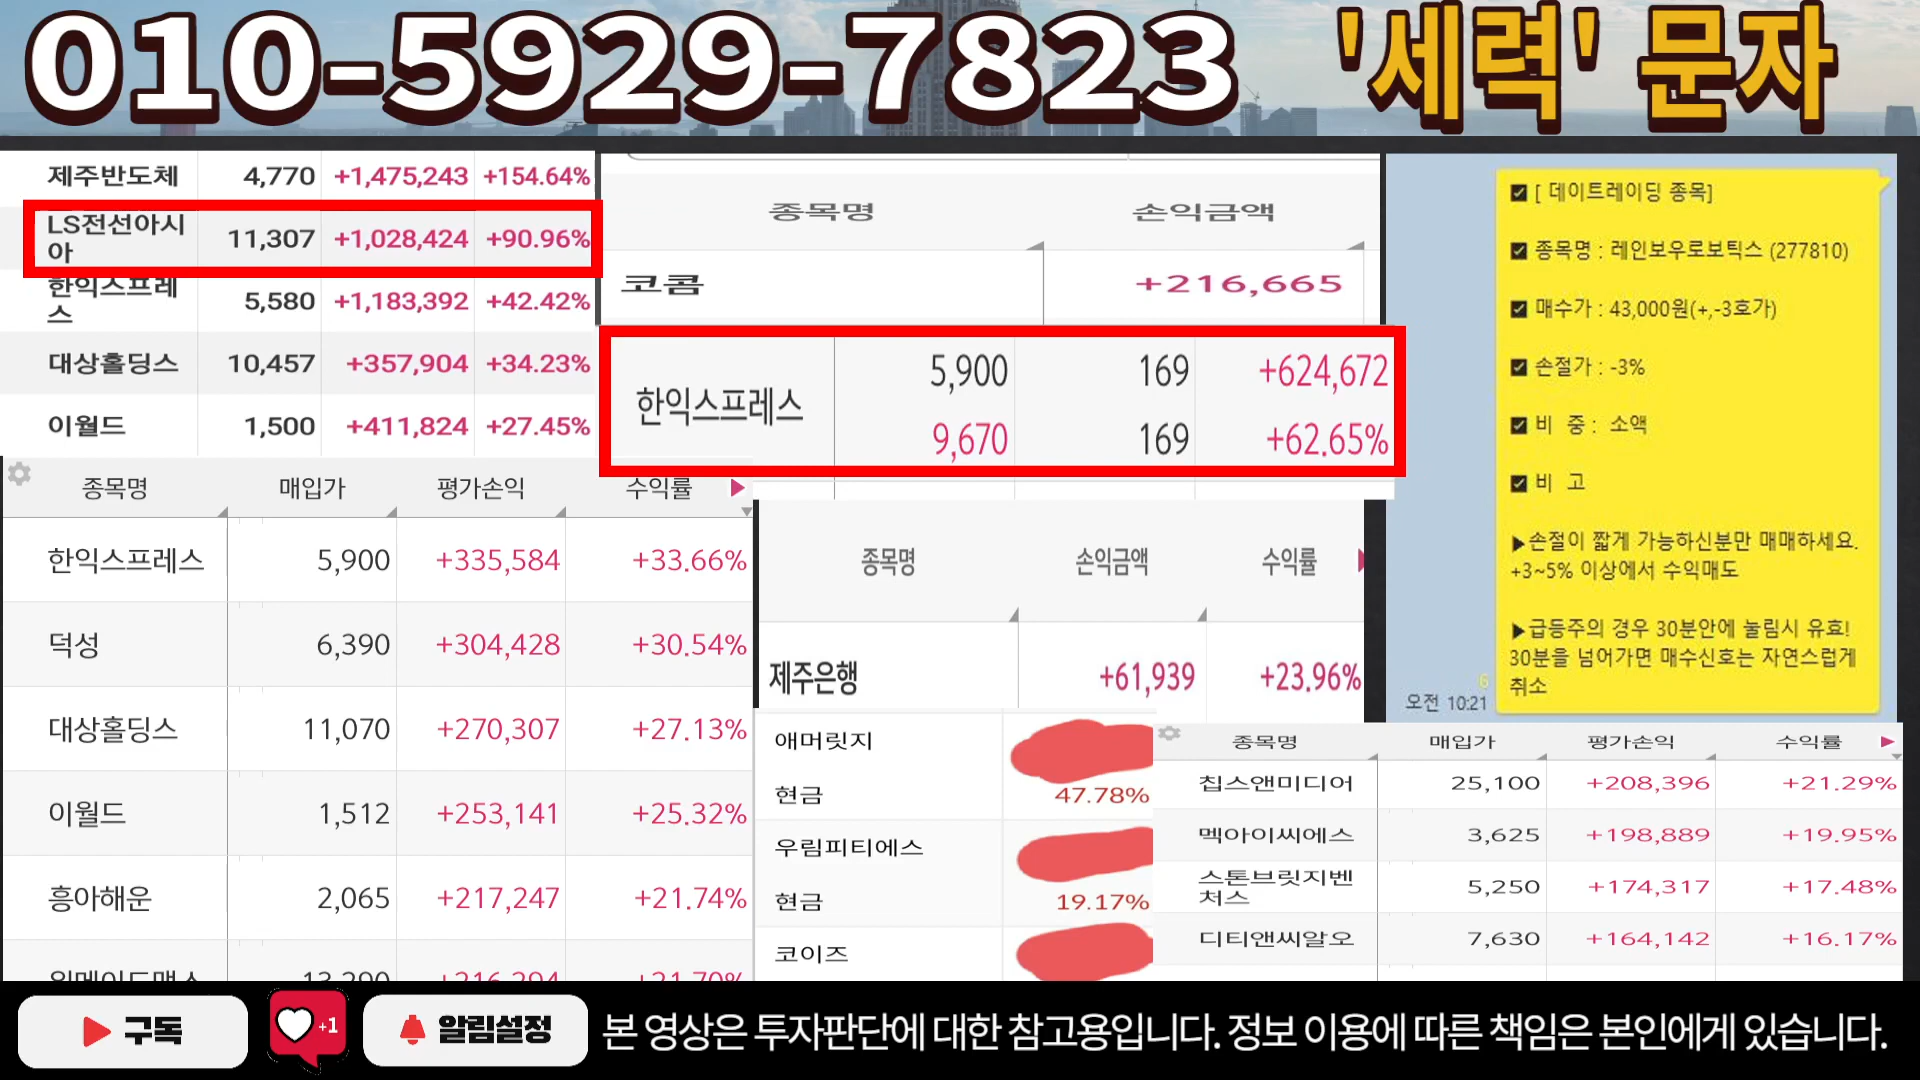 010-5929-7823 '세력' 문자
제주반도체 4,770 +1,475,243 +154.64%
LS전선아시
아 11,307 +1,028,424 +90.96%
한익스프레
스 5,580 +1,183,392 +42.42%
대상홀딩스 10,457 +357,904 +34.23%
이월드 1,500 +411,824 +27.45%
종목명 손익금액
코콤 +216,665
한익스프레스 5,900 169 +624,672
9,670 169 +62.65%
[ 데이트레이딩 종목]
종목명 : 레인보우로보틱스 (277810)
매수가 : 43,000원(+,-3호가)
손절가 : -3%
비 중 : 소액
비 고
▶손절이 짧게 가능하신분만 매매하세요.
+3~5% 이상에서 수익매도
▶급등주의 경우 30분안에 눌림시 유효!
30분을 넘어가면 매수신호는 자연스럽게
취소
6
오전 10:21
종목명 매입가 평가손익 수익률
한익스프레스 5,900 +335,584 +33.66%
덕성 6,390 +304,428 +30.54%
대상홀딩스 11,070 +270,307 +27.13%
이월드 1,512 +253,141 +25.32%
흥아해운 2,065 +217,247 +21.74%
종목명 손익금액 수익률
제주은행 +61,939 +23.96%
애머릿지
현금 47.78%
우림피티에스
현금 19.17%
코이즈
종목명 매입가 평가손익 수익률
칩스앤미디어 25,100 +208,396 +21.29%
멕아이씨에스 3,625 +198,889 +19.95%
스톤브릿지벤
처스 5,250 +174,317 +17.48%
디티앤씨알오 7,630 +164,142 +16.17%
구독 +1 알림설정 본 영상은 투자판단에 대한 참고용입니다. 정보 이용에 따른 책임은 본인에게 있습니다.